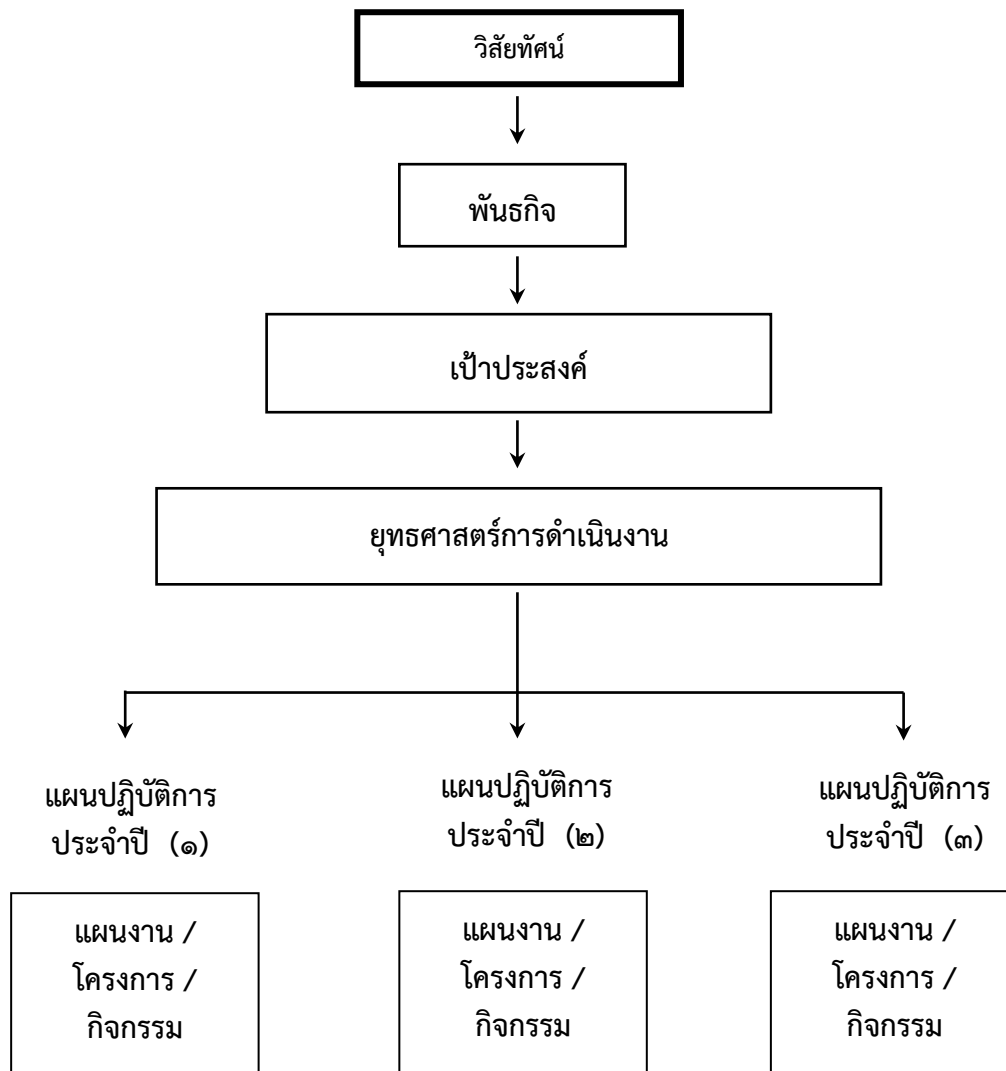 วิสัยทัศน์
พันธกิจ
เป้าประสงค์
ยุทธศาสตร์การดำเนินงาน
แผนปฏิบัติการ
ประจำปี (๑)
แผนปฏิบัติการ
ประจำปี (๒)
แผนปฏิบัติการ
ประจำปี (๓)
แผนงาน /
โครงการ /
กิจกรรม
แผนงาน /
โครงการ /
กิจกรรม
แผนงาน /
โครงการ /
กิจกรรม